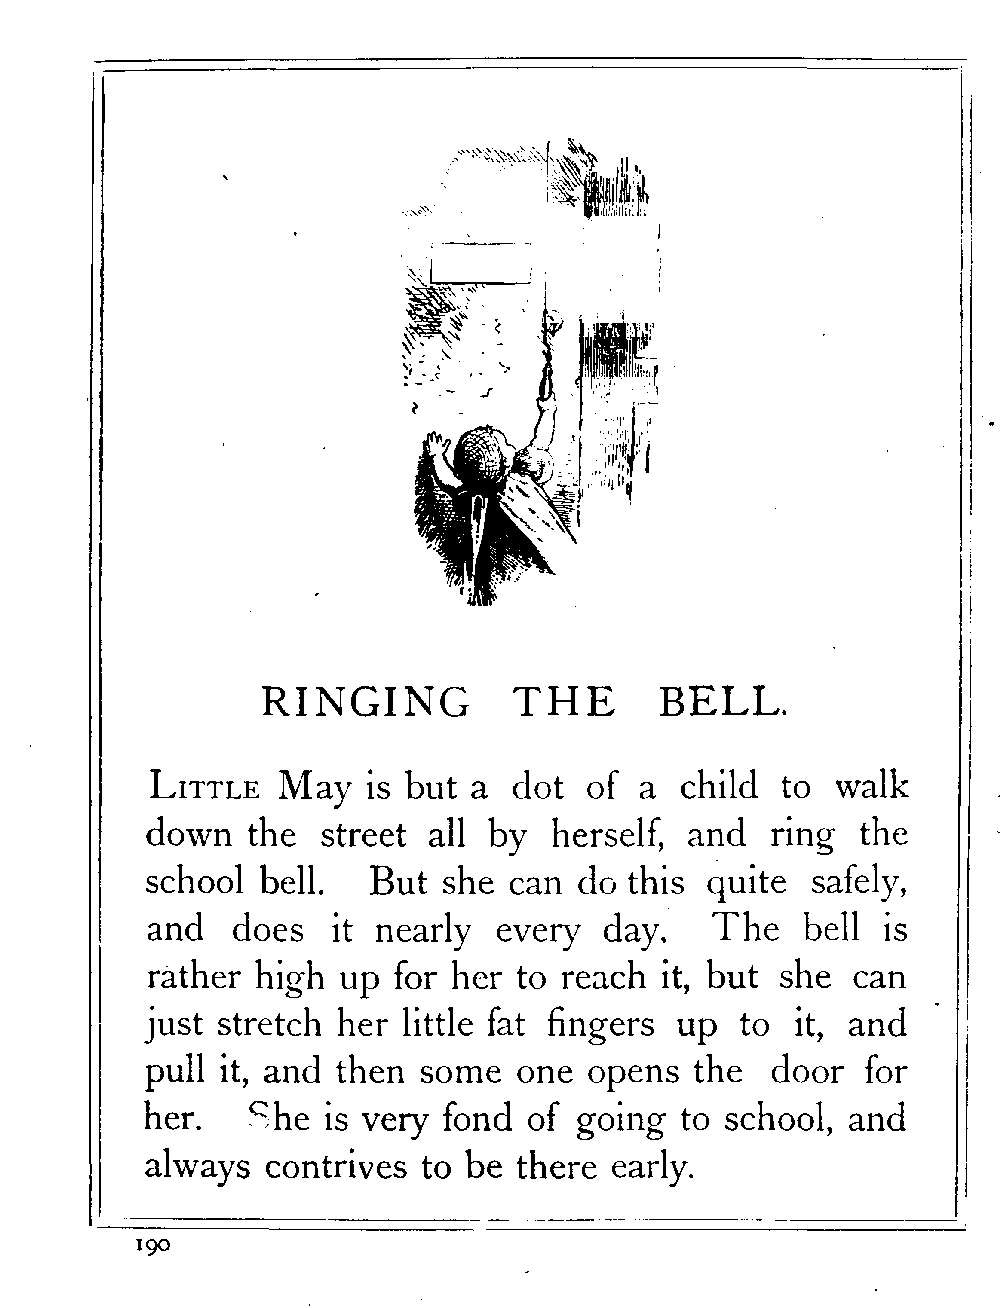 RINGING THE BELL.
LITTLE May is but a dot of a child to walk
down the street all by herself, and ring the
school bell. But she can do this quite safely,
and does it nearly every day. The bell is
rather high up for her to reach it, but she can
just stretch her little fat fingers up to it, and
pull it, and then some one opens the door for
her. She is very fond of going to school, and
always contrives to be there early.
190